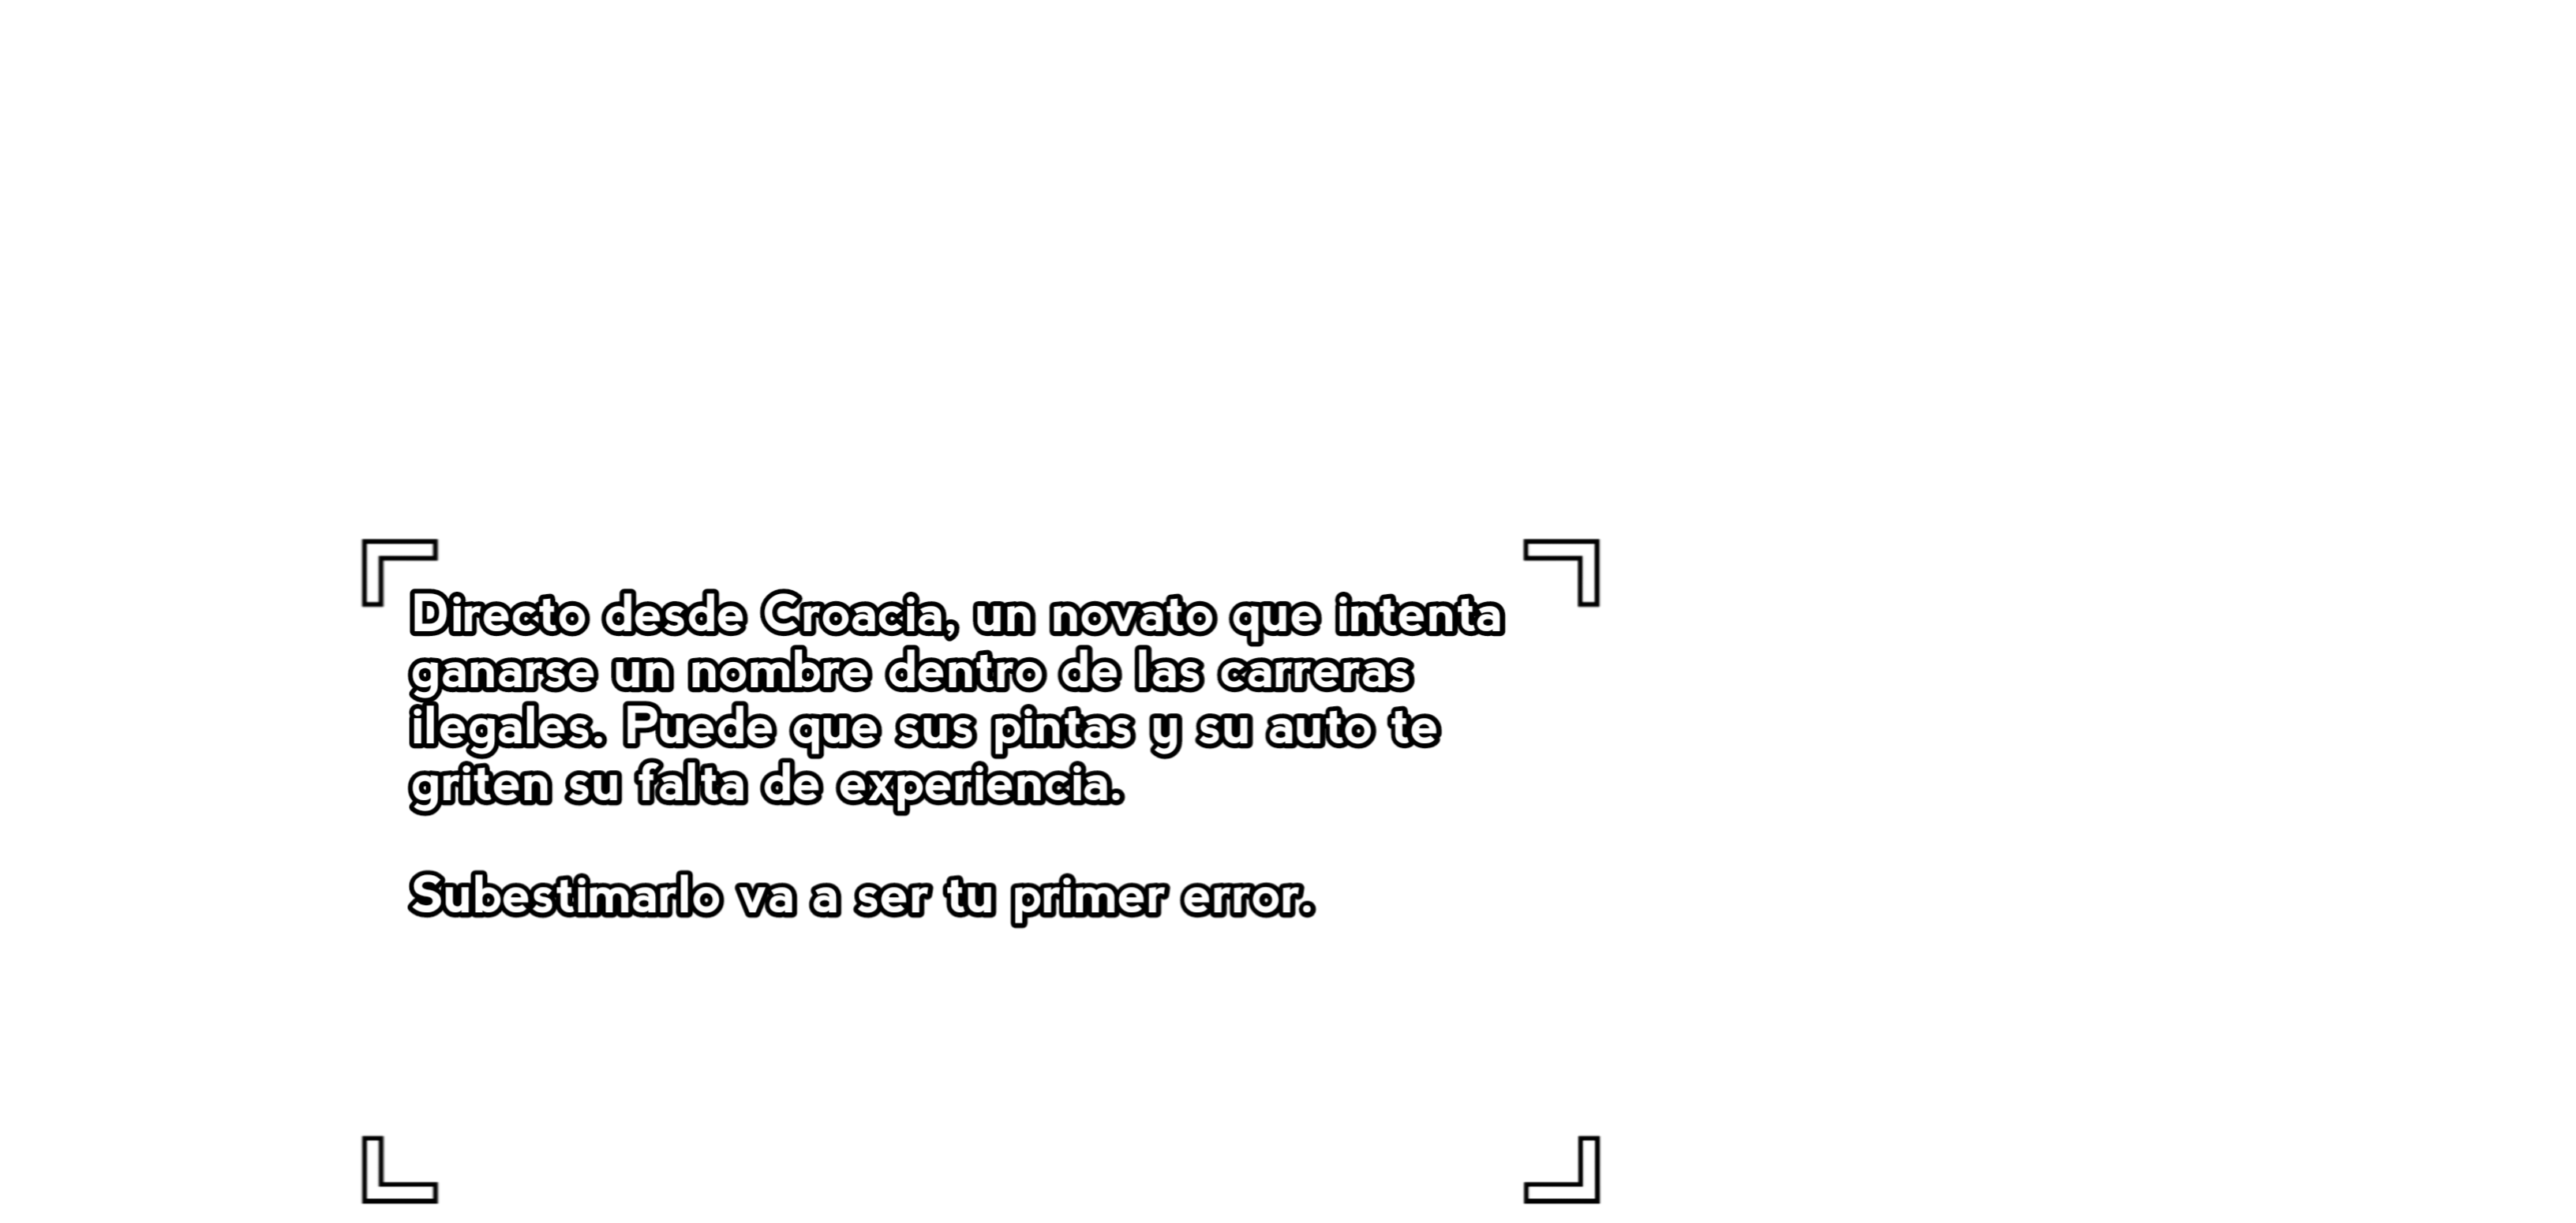 Directo desde Croacia, un novato que intenta
ganarse un nombre dentro de las carreras
ilegales. Puede que sus pintas y su auto te
griten su falta de experiencia.
Subestimarlo va a ser tu primer error.